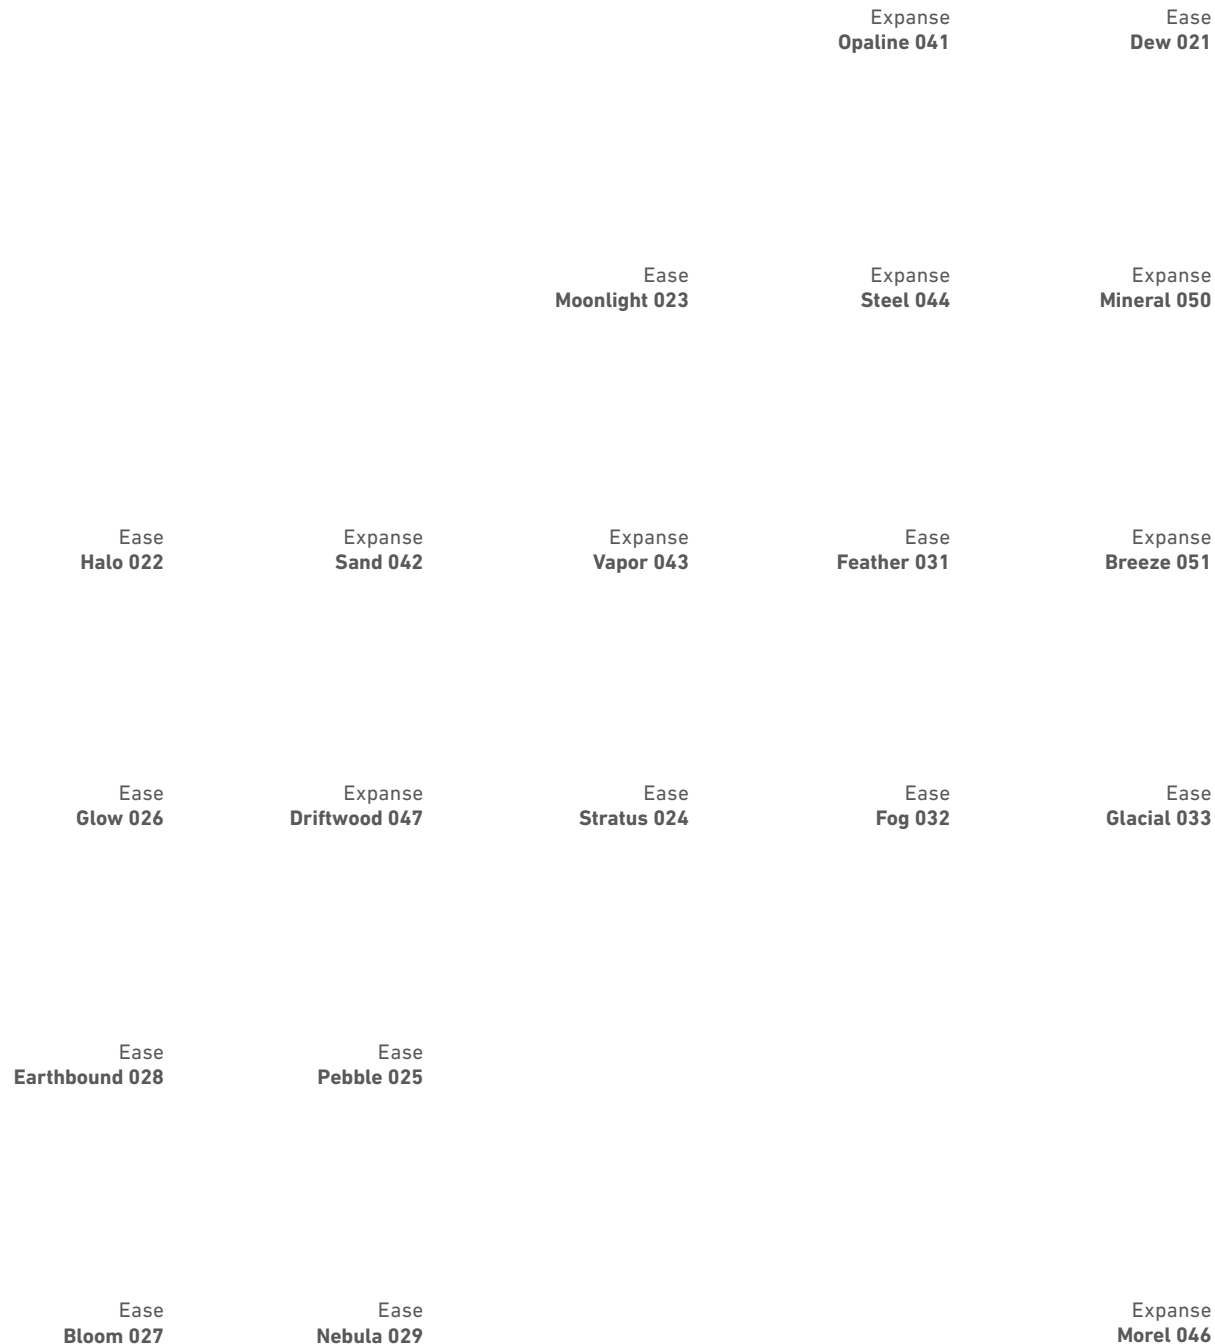 Expanse
Opaline 041
Ease
Dew 021
Ease
Moonlight 023
Expanse
Steel 044
Expanse
Mineral 050
Ease
Halo 022
Expanse
Sand 042
Expanse
Vapor 043
Ease
Feather 031
Expanse
Breeze 051
Ease
Glow 026
Expanse
Driftwood 047
Ease
Stratus 024
Ease
Fog 032
Ease
Glacial 033
Ease
Earthbound 028
Ease
Pebble 025
Ease
Bloom 027
Ease
Nebula 029
Expanse
Morel 046